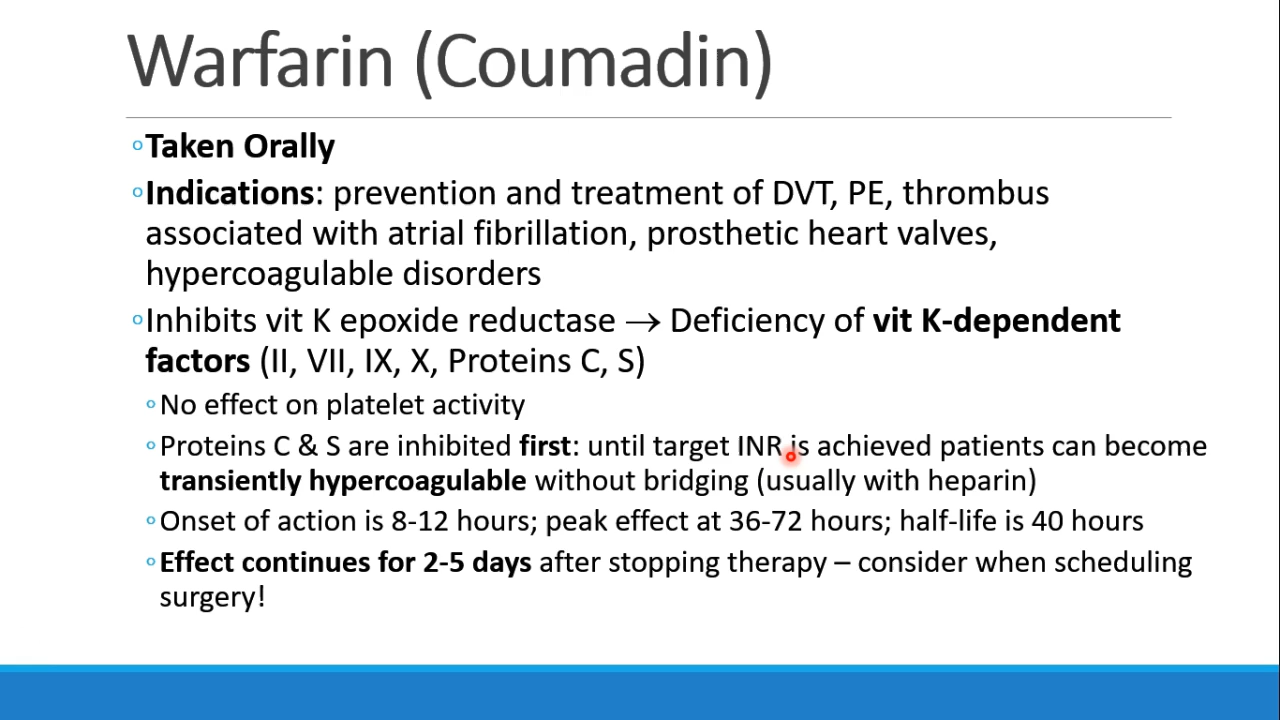 Warfarin (Coumadin)
◦Taken Orally
◦Indications: prevention and treatment of DVT, PE, thrombus
associated with atrial fibrillation, prosthetic heart valves,
hypercoagulable disorders
◦Inhibits vit K epoxide reductase → Deficiency of vit K-dependent
factors (II, VII, IX, X, Proteins C, S)
◦No effect on platelet activity
◦Proteins C & S are inhibited first: until target INR is achieved patients can become
transiently hypercoagulable without bridging (usually with heparin)
◦Onset of action is 8-12 hours; peak effect at 36-72 hours; half-life is 40 hours
◦Effect continues for 2-5 days after stopping therapy – consider when scheduling
surgery!